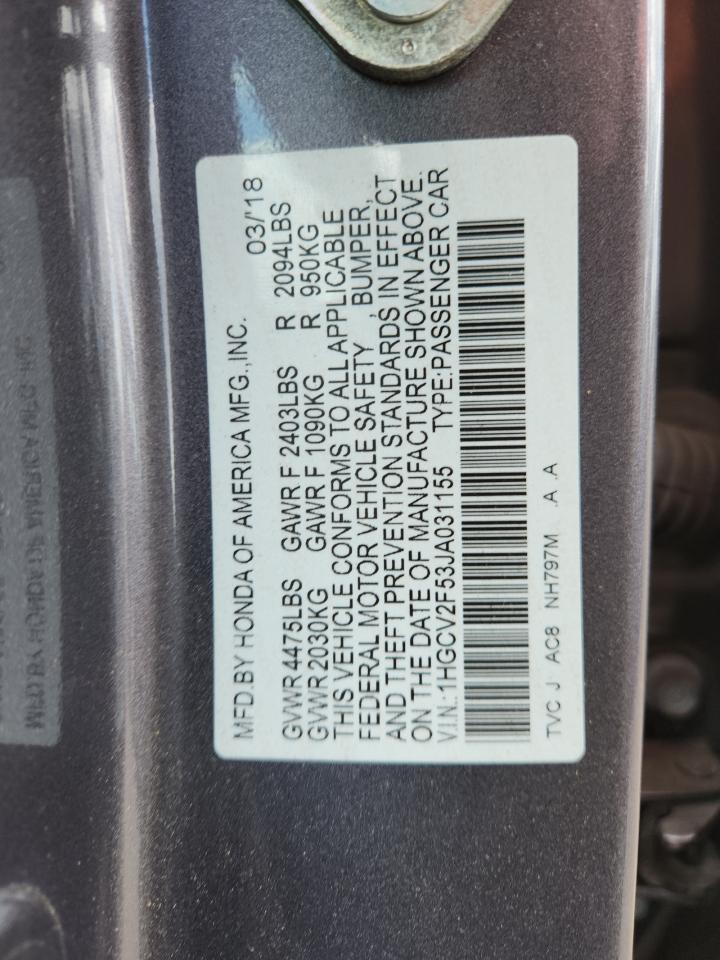 MFD.BY HONDA OF AMERICA MFG.,INC. 03/'18
GVWR 4475LBS GAWR F 2403LBS R 2094LBS
GVWR 2030KG GAWR F 1090KG R 950KG
THIS VEHICLE CONFORMS TO ALL APPLICABLE
FEDERAL MOTOR VEHICLE SAFETY , BUMPER,
AND THEFT PREVENTION STANDARDS IN EFFECT
ON THE DATE OF MANUFACTURE SHOWN ABOVE.
V.I.N.:1HGCV2F53JA031155 TYPE:PASSENGER CAR
TVC J AC8 NH797M .A .A